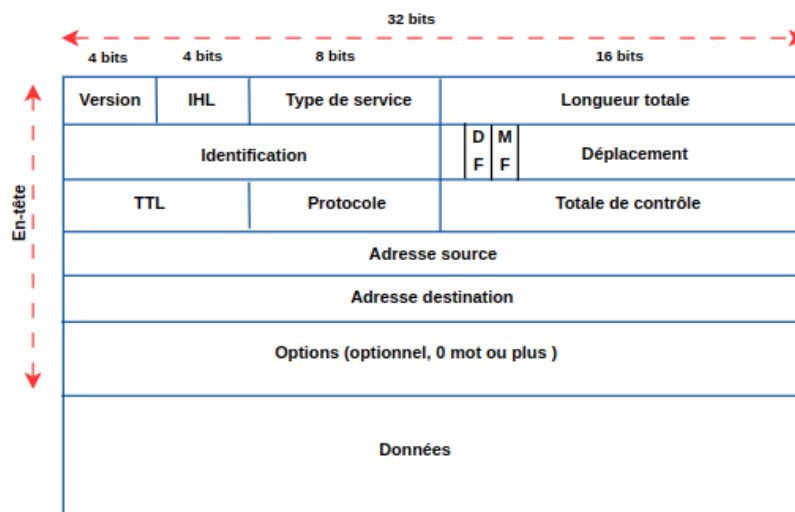 32 bits
4 bits 4 bits 8 bits 16 bits
Version IHL Type de service Longueur totale
Identification D F M F Déplacement
TTL Protocole Totale de contrôle
En-tête
Adresse source
Adresse destination
Options (optionnel, 0 mot ou plus )
Données